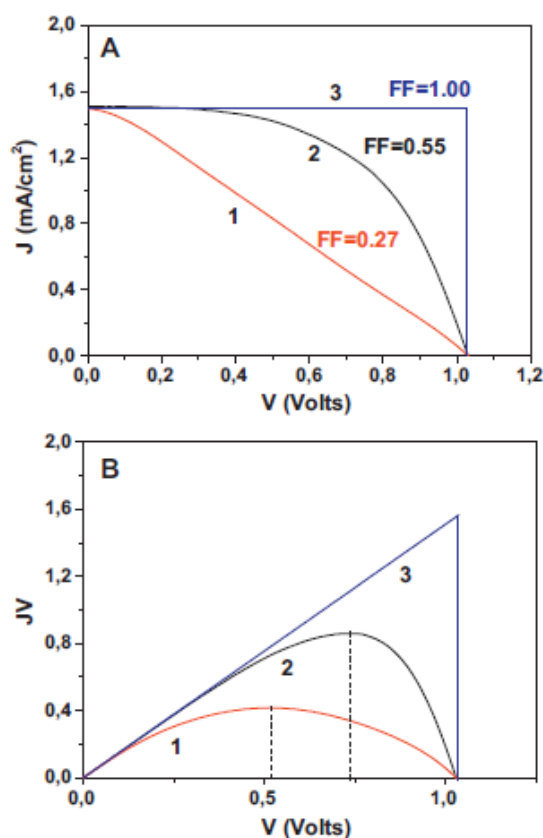 A
2,0
1,6
1,2
0,8
0,4
0,0
J (mA/cm²)
3
FF=1.00
2
FF=0.55
1
FF=0.27
0,0 0,2 0,4 0,6 0,8 1,0 1,2
V (Volts)
B
2,0
1,6
1,2
0,8
0,4
0,0
JV
3
2
1
0,0 0,5 1,0
V (Volts)